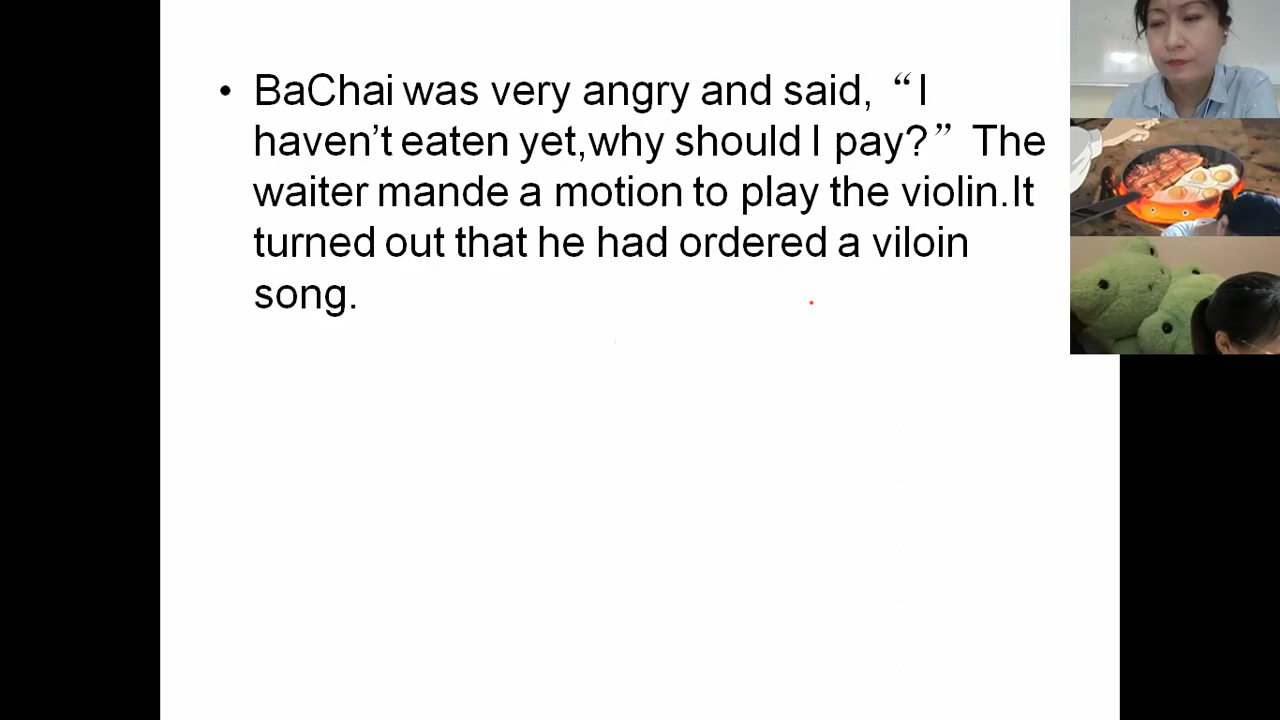 • BaChai was very angry and said, “I
haven’t eaten yet,why should I pay?” The
waiter mande a motion to play the violin.It
turned out that he had ordered a viloin
song.